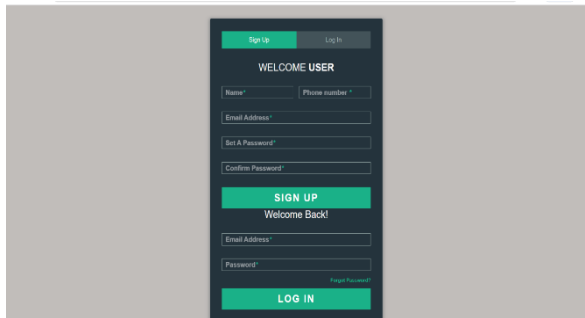 Sign Up Log In
WELCOME USER
Name* Phone number *
Email Address*
Set A Password*
Confirm Password*
SIGN UP
Welcome Back!
Email Address*
Password*
Forgot Password?
LOG IN